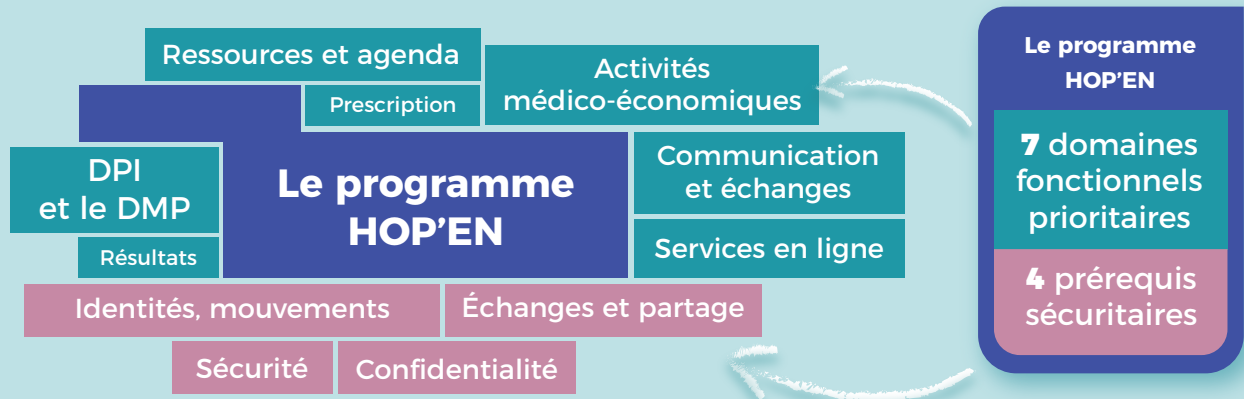 Ressources et agenda
Prescription
Activités
médico-économiques
DPI
et le DMP
Résultats
Le programme
HOP’EN
Communication
et échanges
Services en ligne
Identités, mouvements
Échanges et partage
Sécurité
Confidentialité
Le programme
HOP’EN
7 domaines
fonctionnels
prioritaires
4 prérequis
sécuritaires